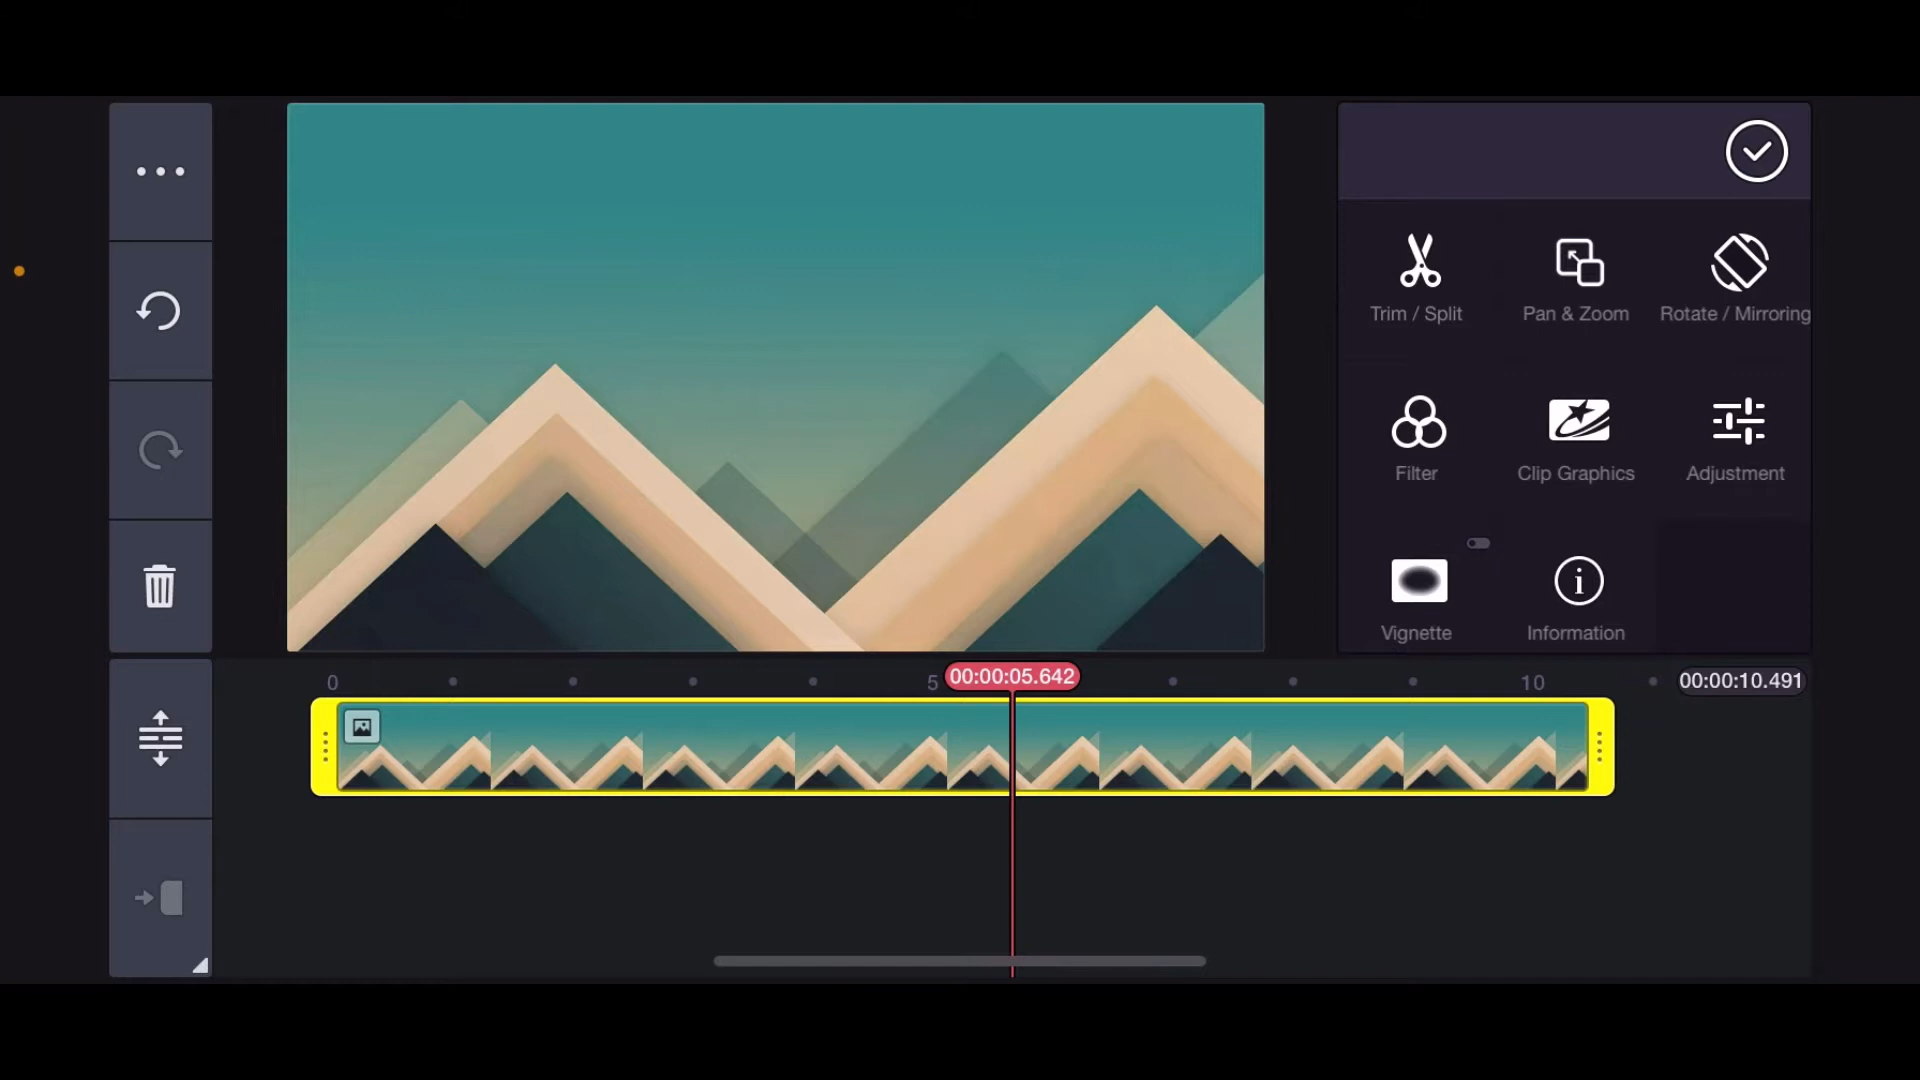 Trim / Split
Pan & Zoom
Rotate / Mirroring
Filter
Clip Graphics
Adjustment
Vignette
Information
0
5
00:00:05.642
10
00:00:10.491